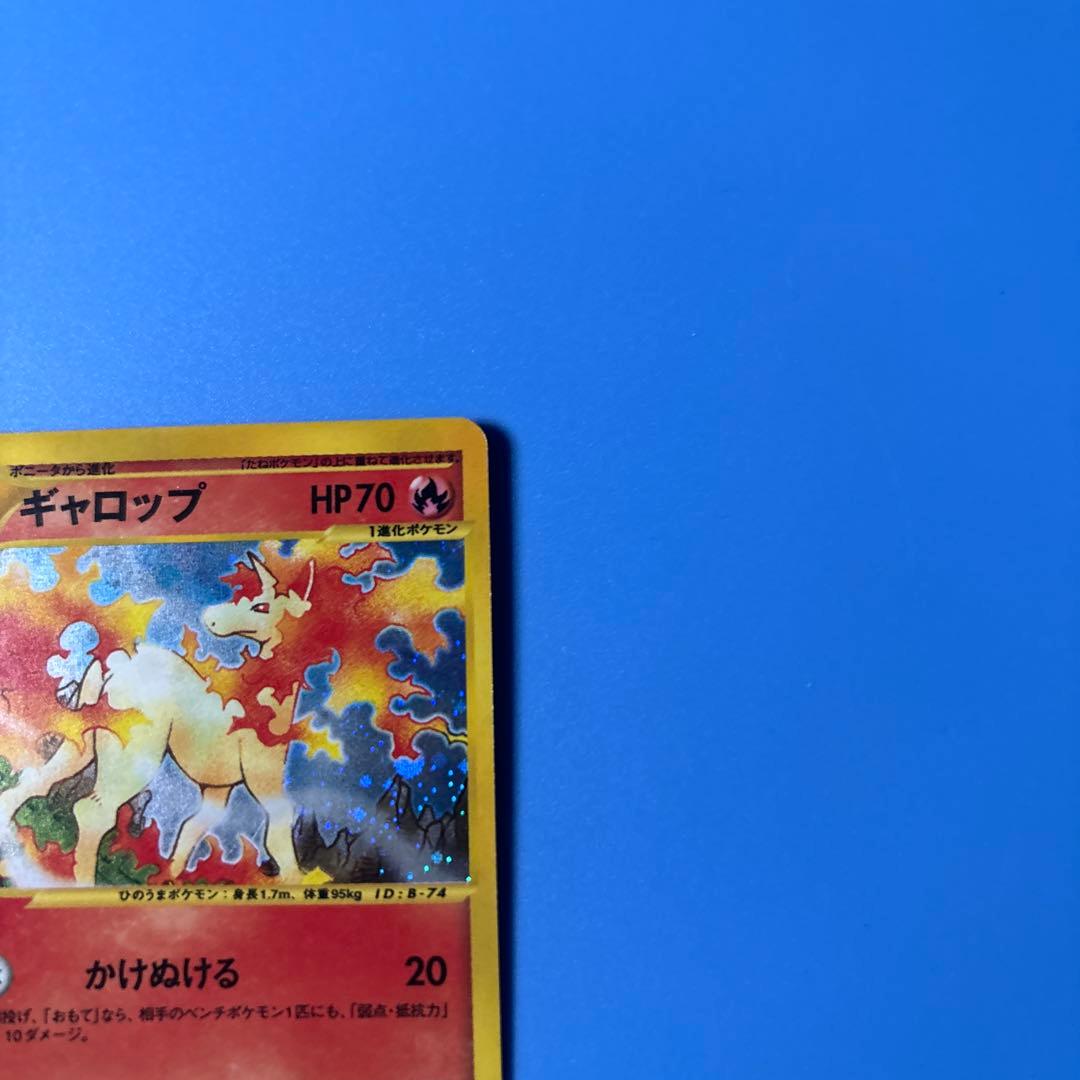 ポニータから進化
「たねポケモン」の上に重ねて進化させます。
ギャロップ HP70
1進化ポケモン
ひのうまポケモン:身長1.7m、体重95kg ID:B-74
かけぬける 20
投げ、「おもて」なら、相手のベンチポケモン1匹にも、「弱点・抵抗力」
10ダメージ。